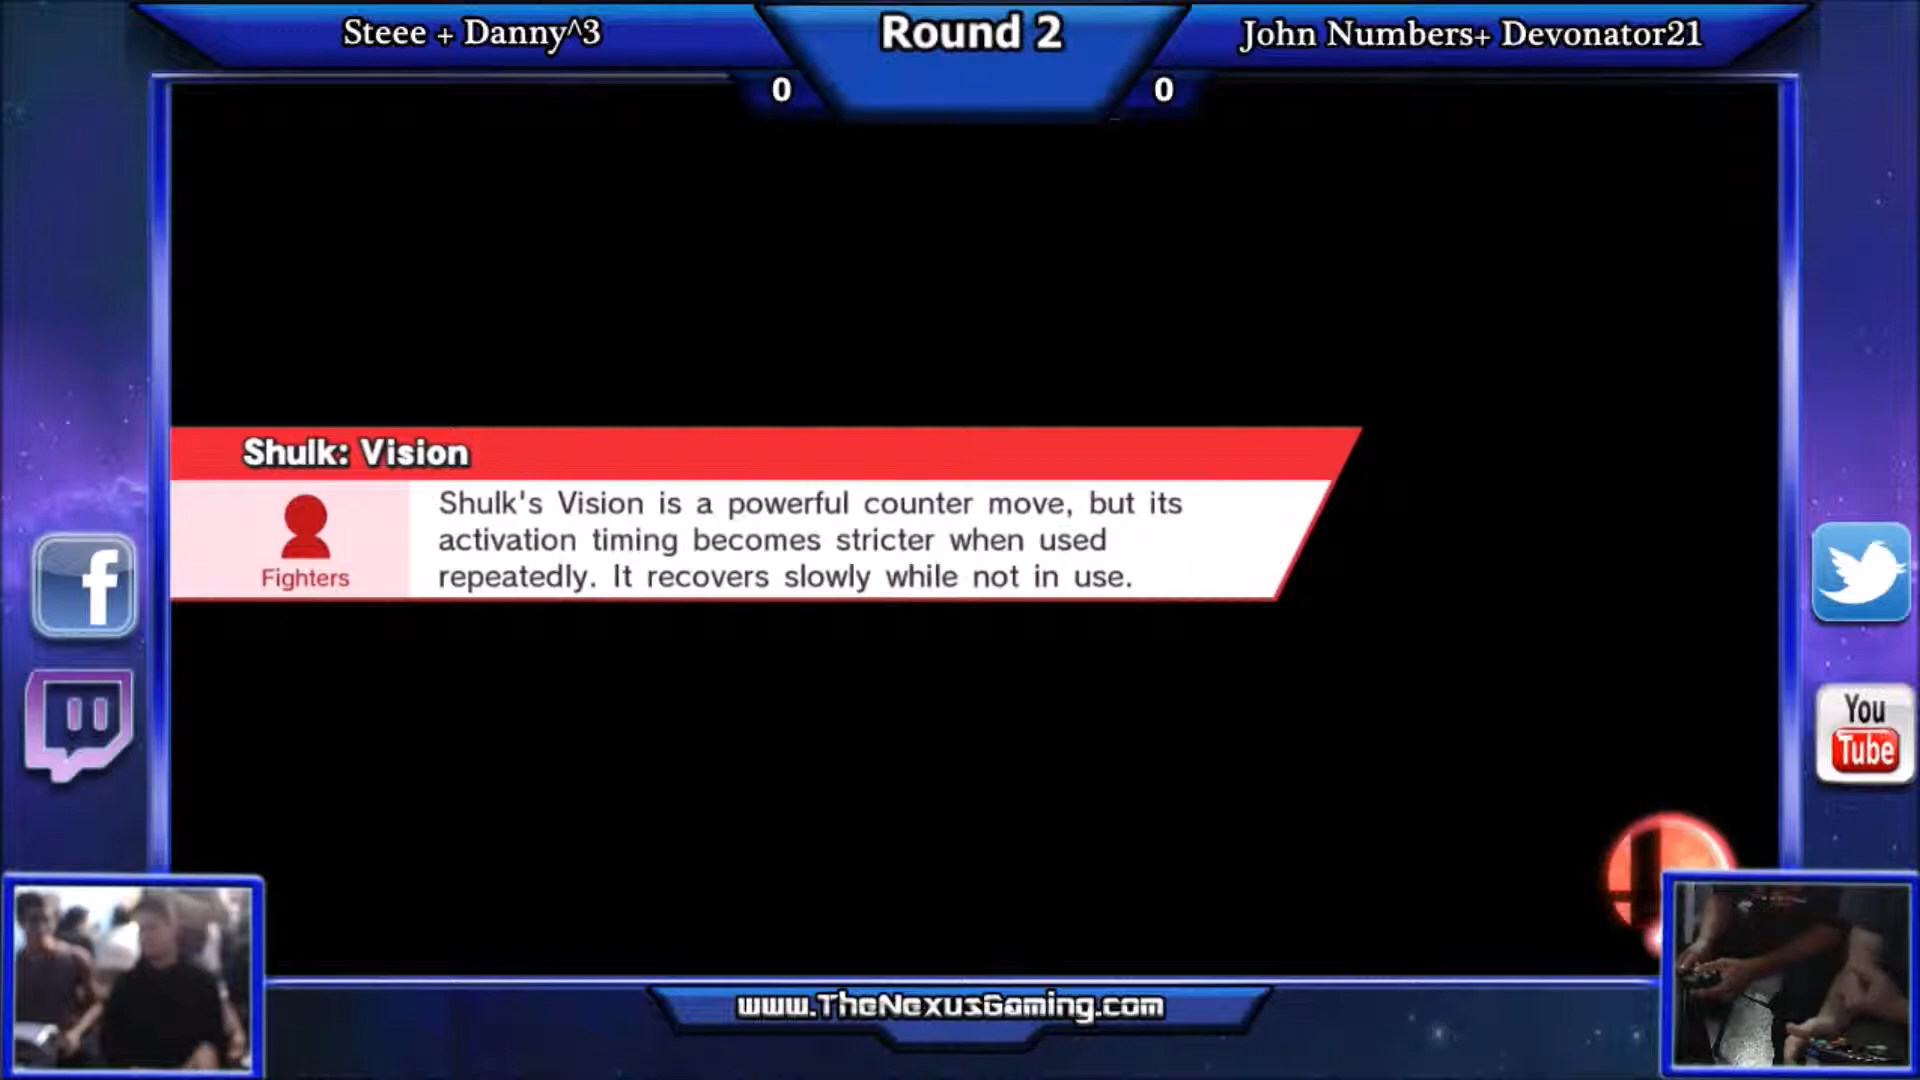 Steee + Danny^3
Round 2
John Numbers+ Devonator21
0
0
Shulk: Vision
Fighters
Shulk's Vision is a powerful counter move, but its
activation timing becomes stricter when used
repeatedly. It recovers slowly while not in use.
f
You
Tube
www.TheNexusGaming.com